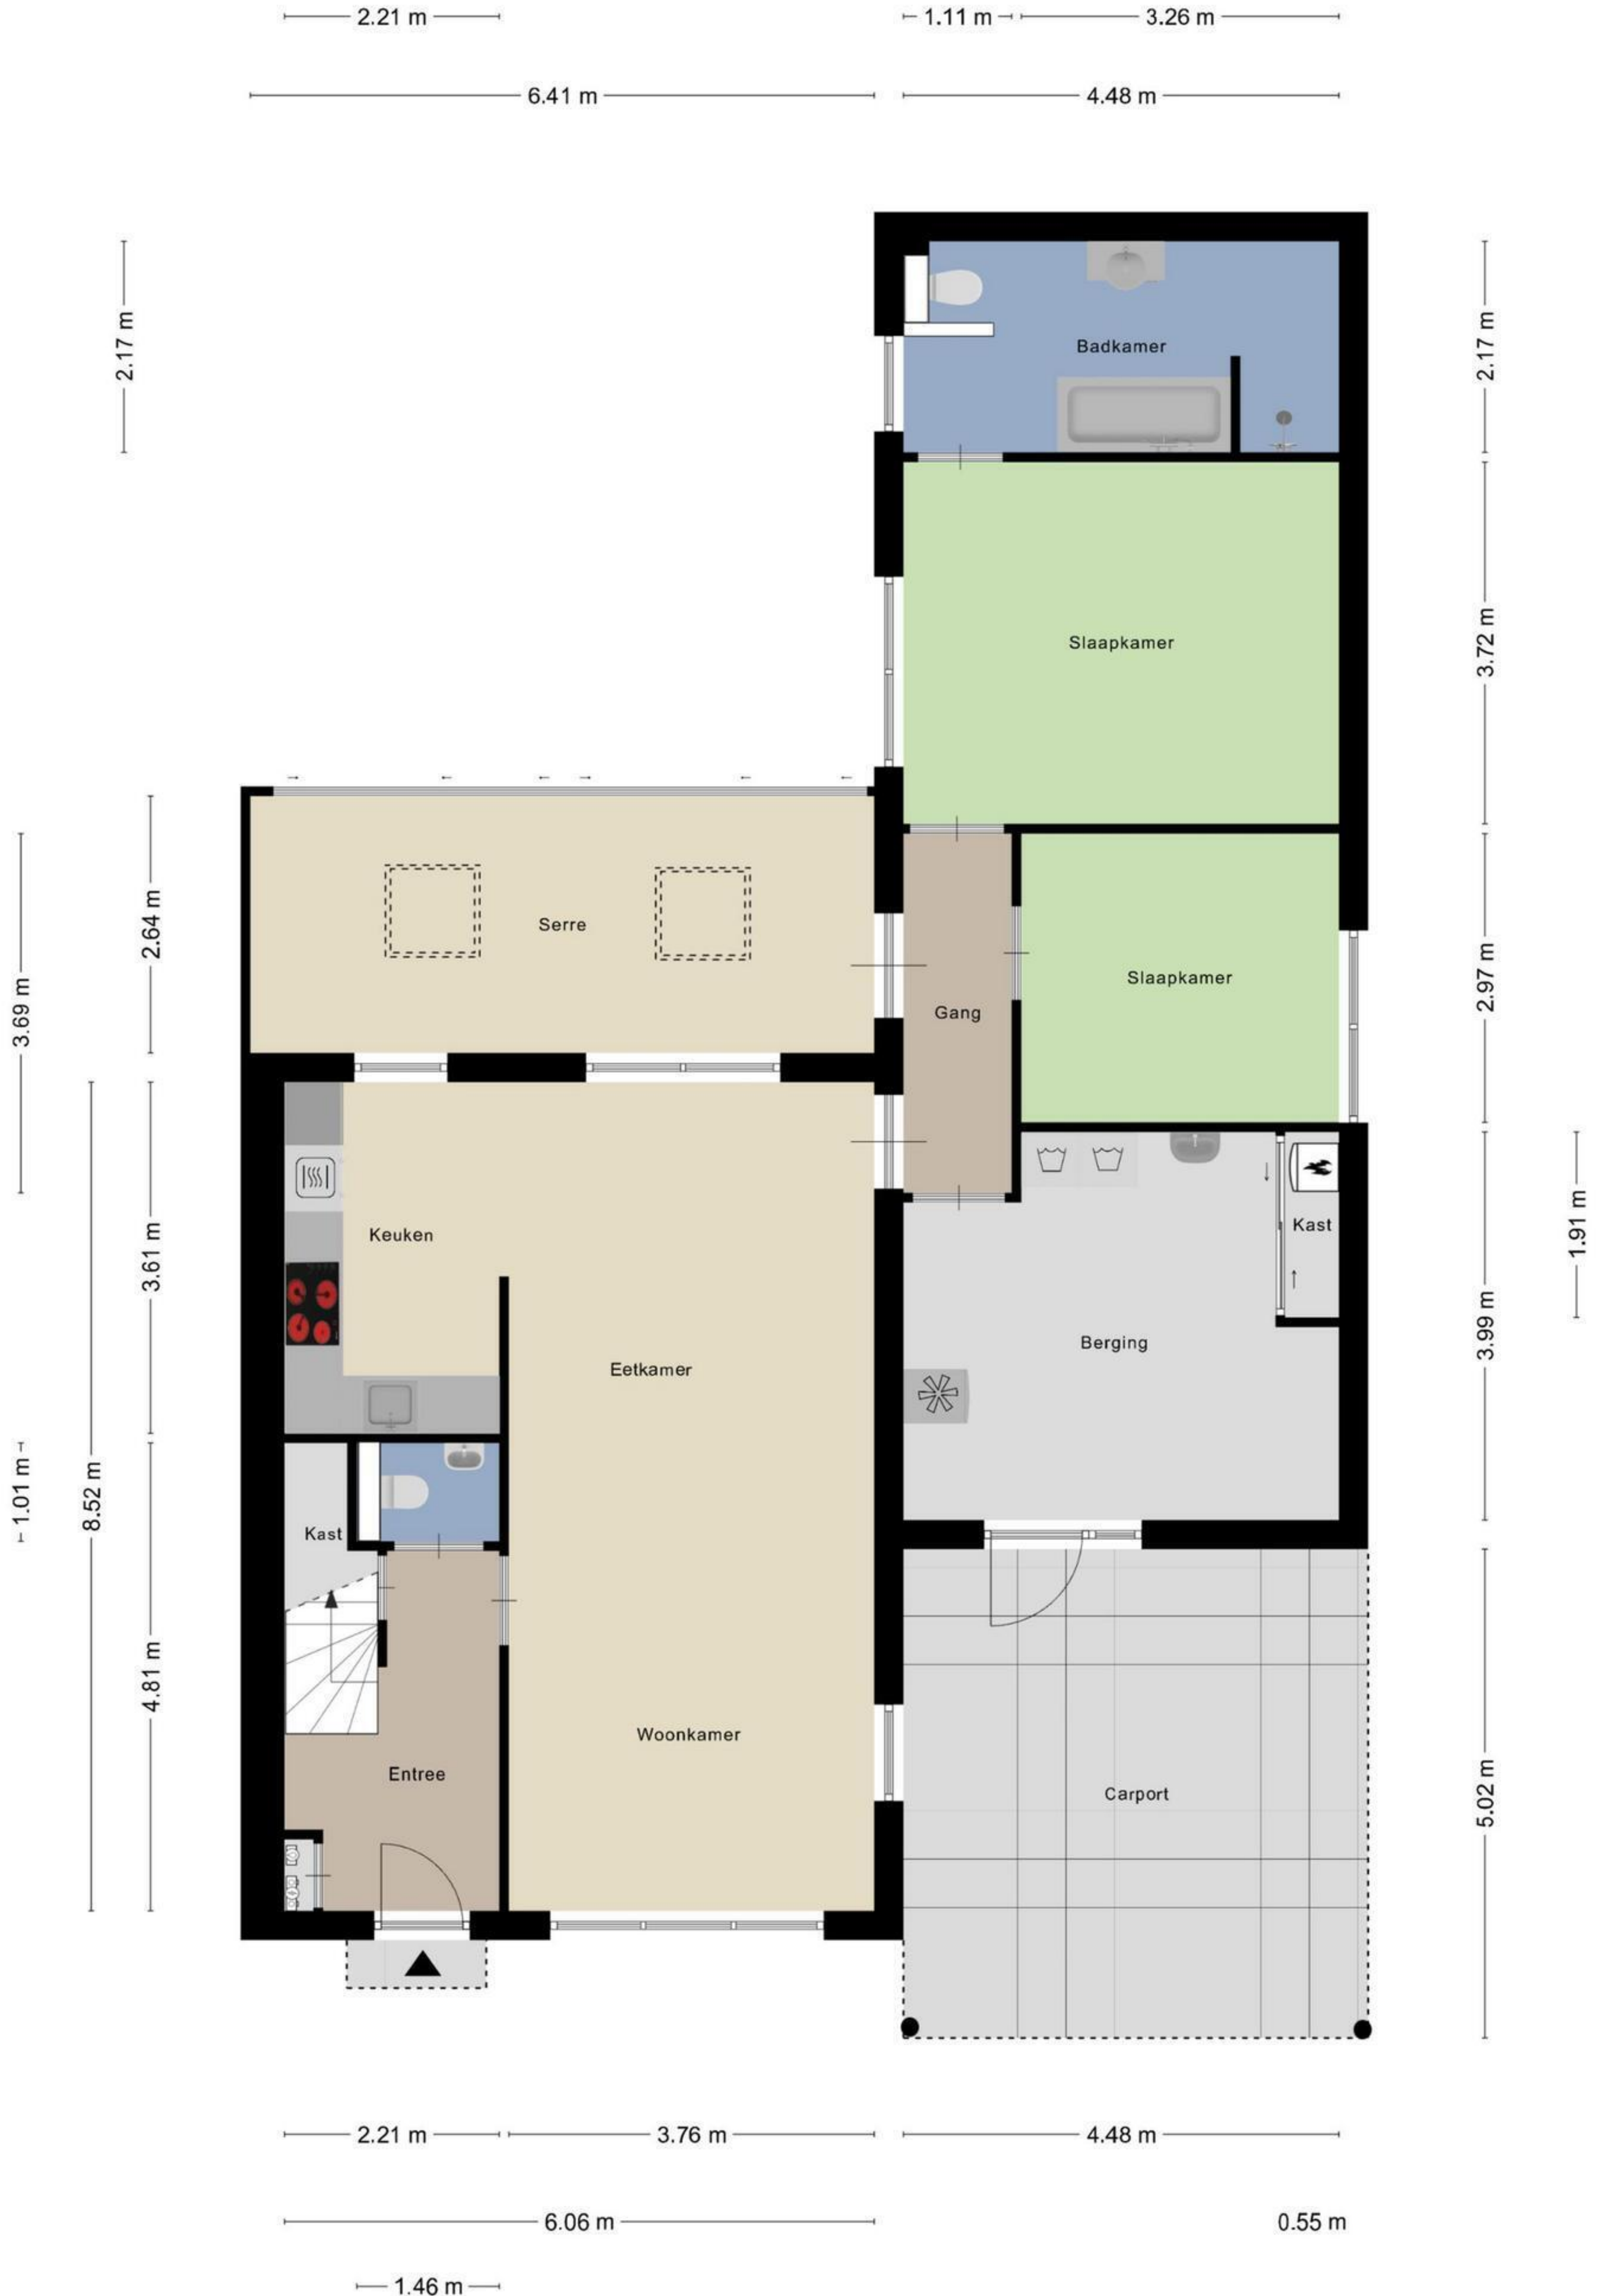 2.21 m
1.11 m
3.26 m
6.41 m
4.48 m
2.17 m
2.17 m
Badkamer
3.72 m
Slaapkamer
2.64 m
Serre
3.69 m
Slaapkamer
2.97 m
Gang
3.61 m
Keuken
Kast
1.91 m
Berging
3.99 m
Eetkamer
1.01 m
8.52 m
Kast
4.81 m
Woonkamer
Entree
Carport
5.02 m
2.21 m
3.76 m
4.48 m
6.06 m
0.55 m
1.46 m